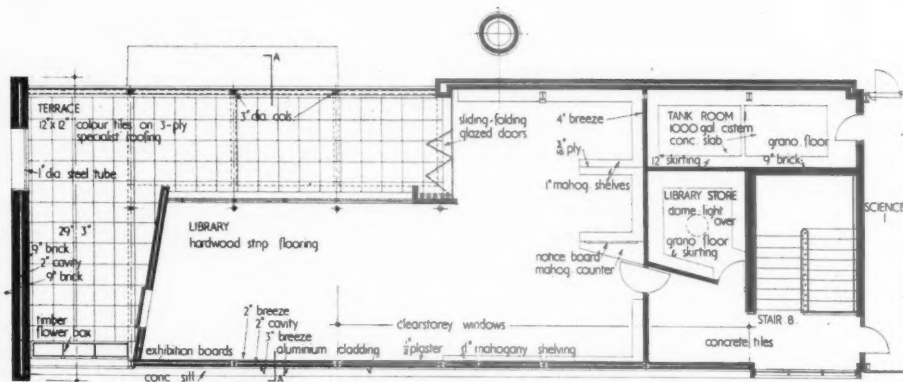 A
TERRACE
12"x 12" colour tiles on 3-ply
specialist roofing
3" dia. cols.
sliding-folding
glazed doors
4" breeze
TANK ROOM
1000 gal. cistern
conc. slab
grano. floor
ply
12" skirting
9" brick
1" dia steel tube
1" mahog. shelves
LIBRARY STORE
dome-light
over
grano floor
& skirting
SCIENCE
1
29' 3"
LIBRARY
hardwood strip flooring
9" brick
2" cavity
9" brick
notice board
mahog. counter
timber
flower box
2" breeze
2" cavity
3" breeze
clearstorey windows
STAIR 8
exhibition boards
aluminium cladding
plaster
mahogany shelving
concrete tiles
conc sill
A